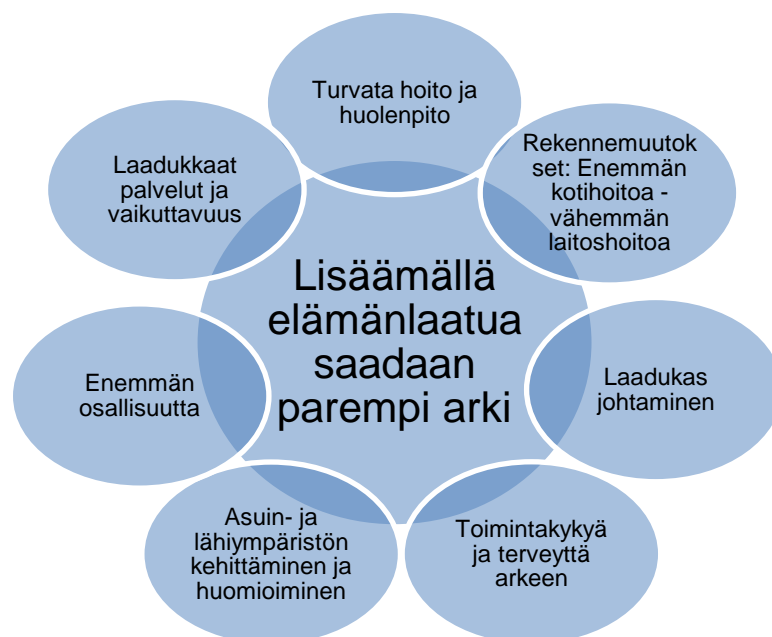 Turvata hoito ja
huolenpito
Rekennemuutok
set: Enemmän
kotihoitoa -
vähemmän
laitoshoitoa
Laadukas
johtaminen
Toimintakykyä
ja terveyttä
arkeen
Asuin- ja
lähiympäristön
kehittäminen ja
huomioiminen
Enemmän
osallisuutta
Laadukkaat
palvelut ja
vaikuttavuus
Lisäämällä
elämänlaatua
saadaan
parempi arki